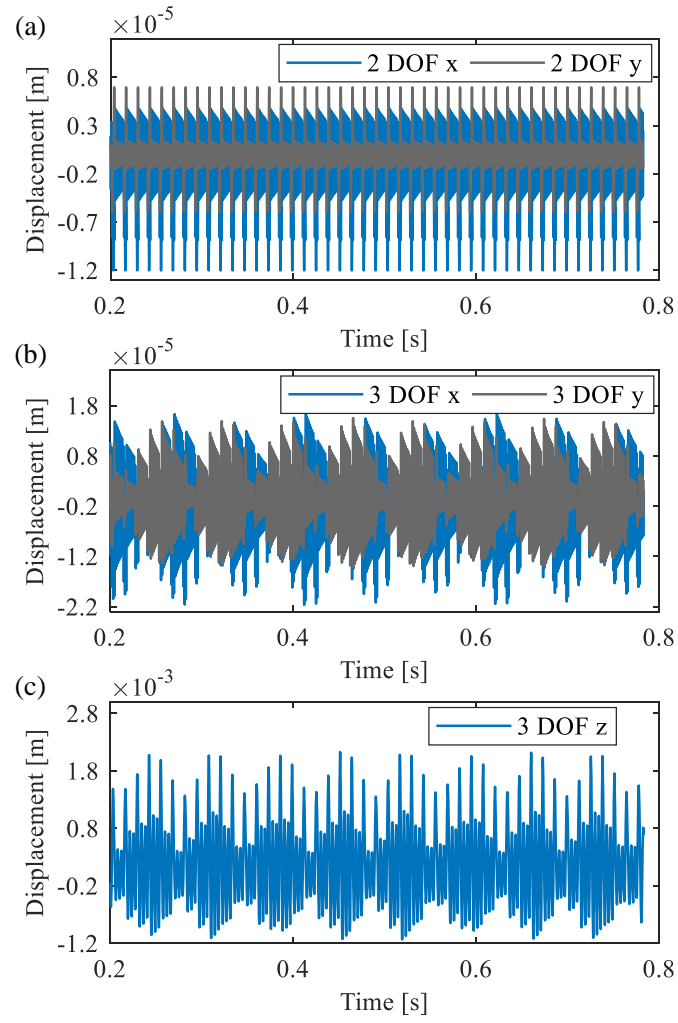 (a)
×10⁻⁵
2 DOF x 2 DOF y
Displacement [m]
0.8
0.3
-0.2
-0.7
-1.2
0.2 0.4 0.6 0.8
Time [s]
(b)
×10⁻⁵
3 DOF x 3 DOF y
Displacement [m]
1.8
0.8
-0.2
-1.2
-2.2
0.2 0.4 0.6 0.8
Time [s]
(c)
×10⁻³
3 DOF z
Displacement [m]
2.8
1.8
0.8
-0.2
-1.2
0.2 0.4 0.6 0.8
Time [s]